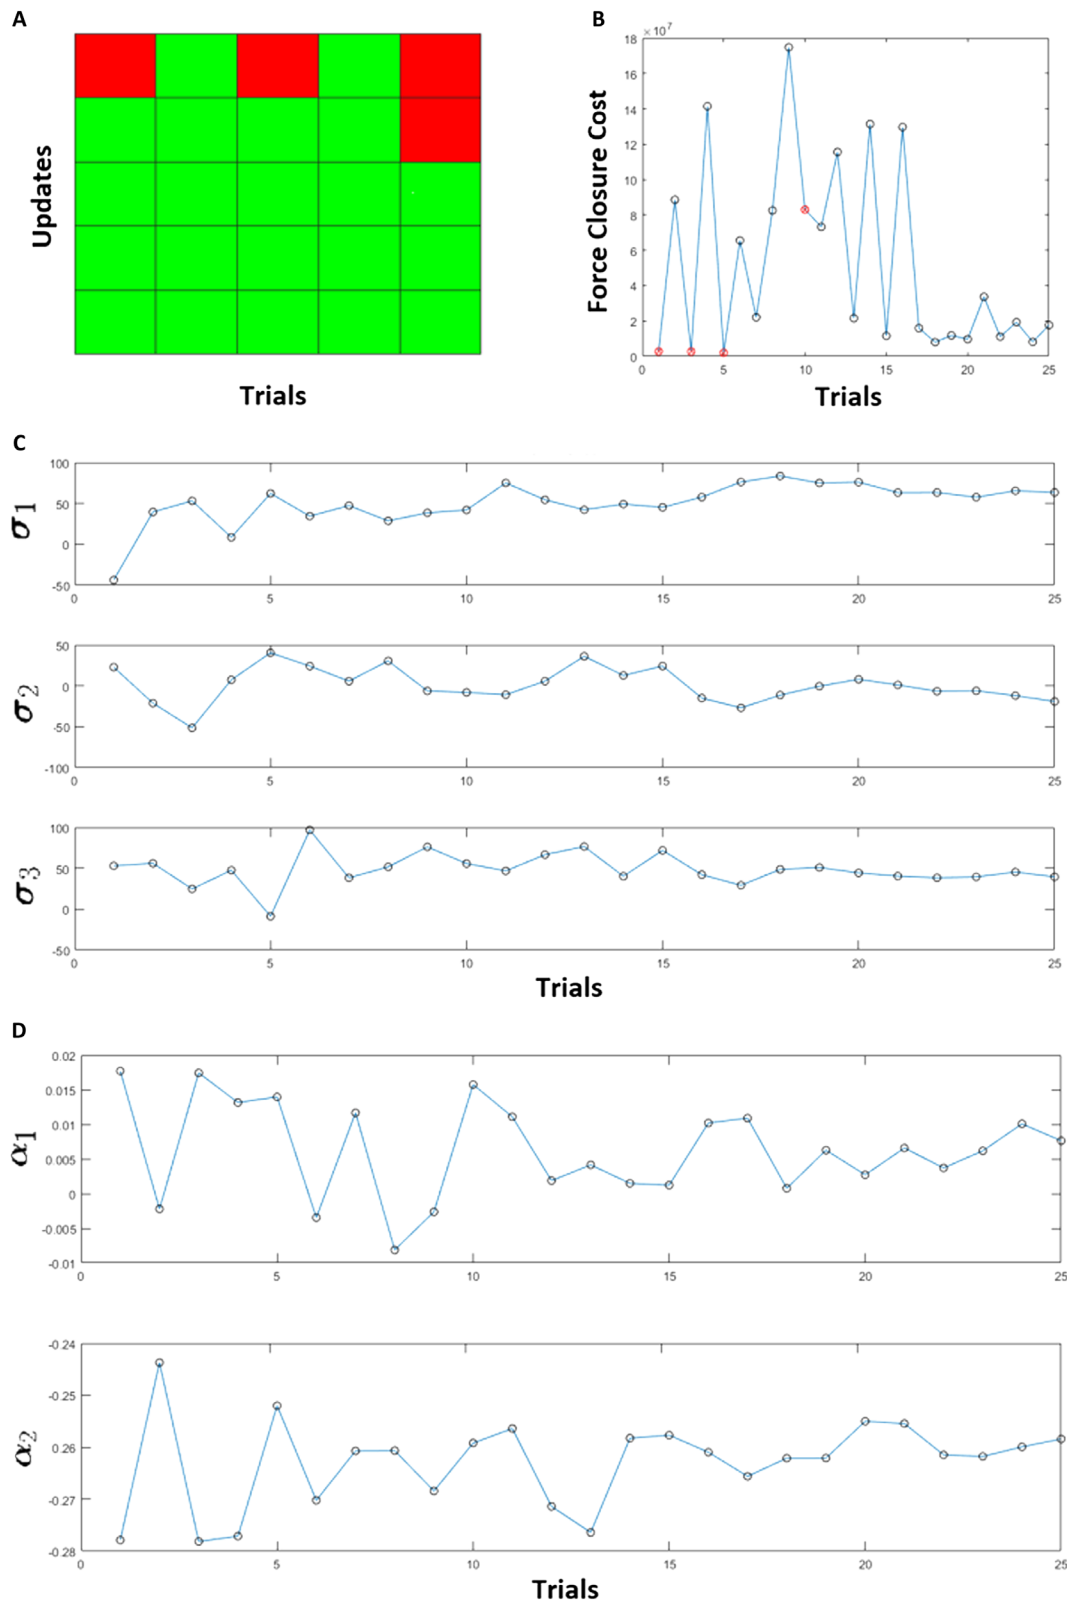 A
Updates
Trials
B
×10^7
Force Closure Cost
18
16
14
12
10
8
6
4
2
0
0 5 10 15 20 25
Trials
C
σ1
100
50
0
-50
0 5 10 15 20 25
σ2
50
0
-50
-100
0 5 10 15 20 25
σ3
100
50
0
-50
0 5 10 15 20 25
Trials
D
α1
0.02
0.015
0.01
0.005
0
-0.005
-0.01
0 5 10 15 20 25
α2
-0.24
-0.25
-0.26
-0.27
-0.28
0 5 10 15 20 25
Trials